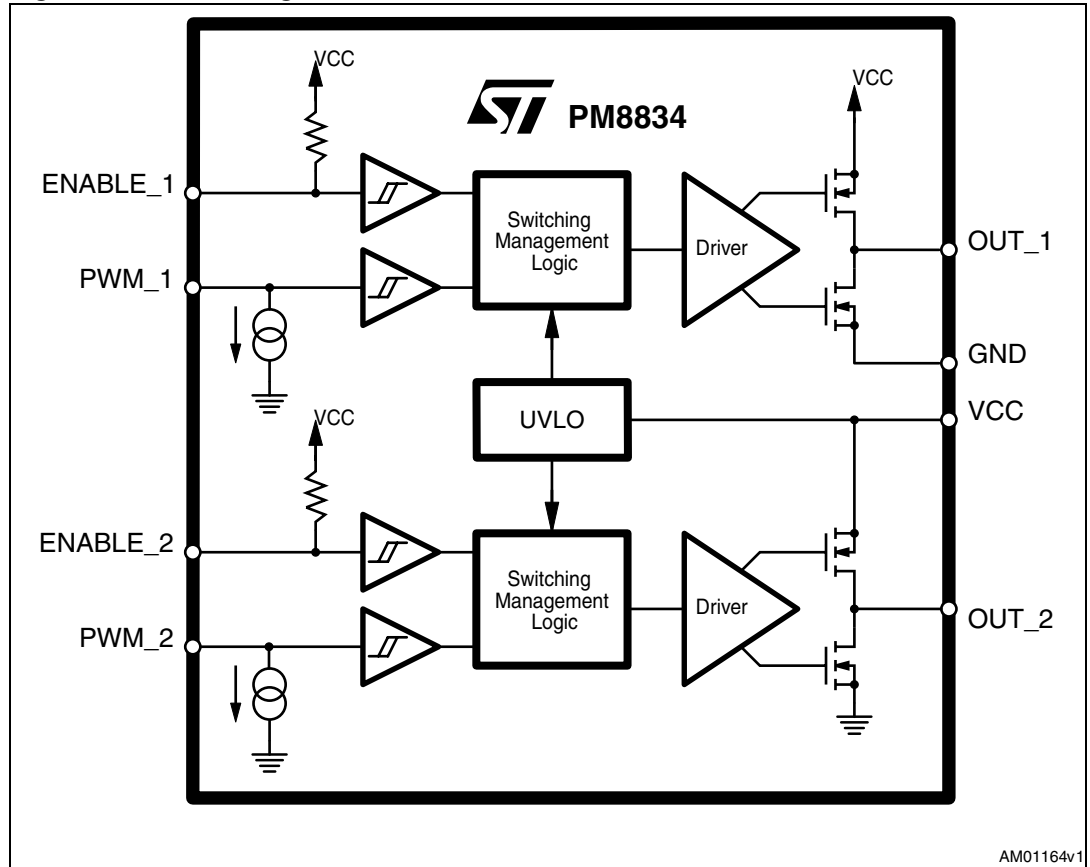 VCC
VCC
ST PM8834
ENABLE_1
Switching
Management
Logic
Driver
OUT_1
PWM_1
GND
UVLO
VCC
VCC
ENABLE_2
Switching
Management
Logic
Driver
OUT_2
PWM_2
AM01164v1